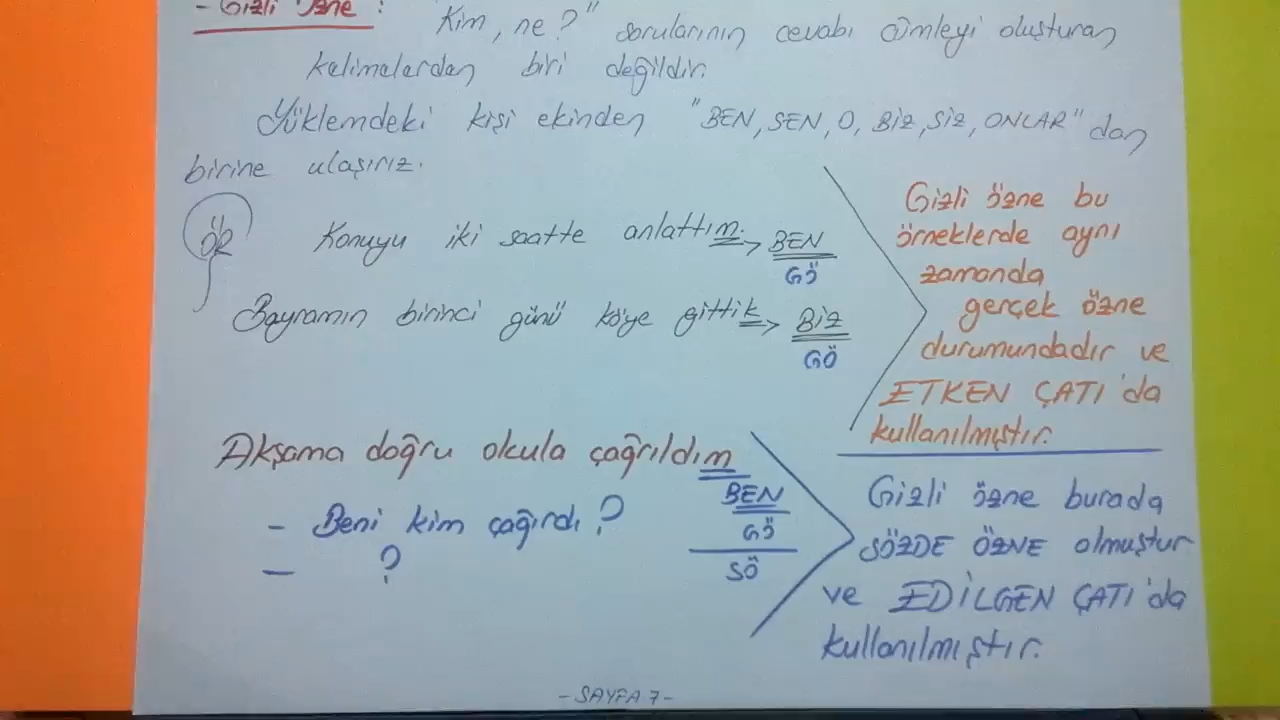 - Gizli Özne : "Kim, ne?" sorularının cevabı cümleyi oluşturan
kelimelerden biri değildir.
Yüklemdeki kişi ekinden "BEN, SEN, O, BİZ, SİZ, ONLAR" dan
birine ulaşırız.
ÖR Konuyu iki saatte anlattım. → BEN
GÖ
Bayramın birinci günü köye gittik → BİZ
GÖ
Gizli özne bu
örneklerde aynı
zamanda
gerçek özne
durumundadır ve
ETKEN ÇATI'da
kullanılmıştır.
Akşama doğru okula çağrıldım
BEN
GÖ
SÖ
- Beni kim çağırdı?
- ?
Gizli özne burada
SÖZDE ÖZNE olmuştur
ve EDİLGEN ÇATI'da
kullanılmıştır.
- SAYFA 7 -